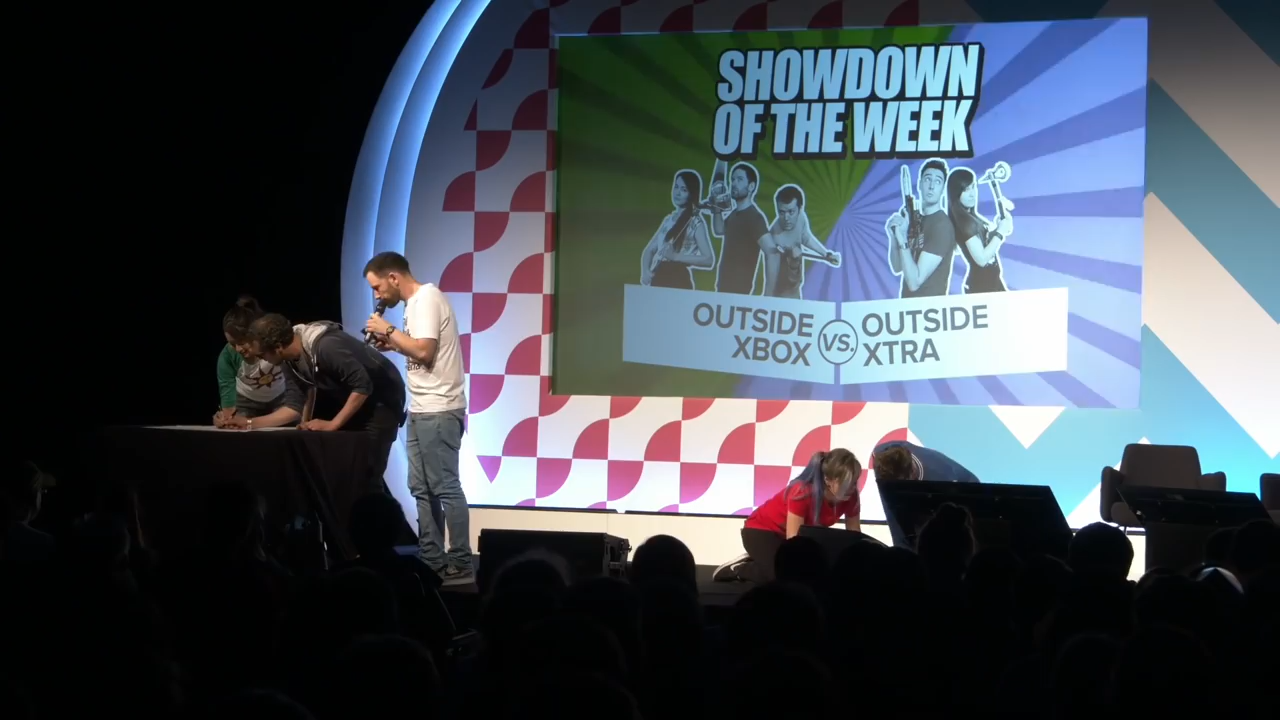 SHOWDOWN
OF THE WEEK
OUTSIDE
XBOX
VS.
OUTSIDE
XTRA